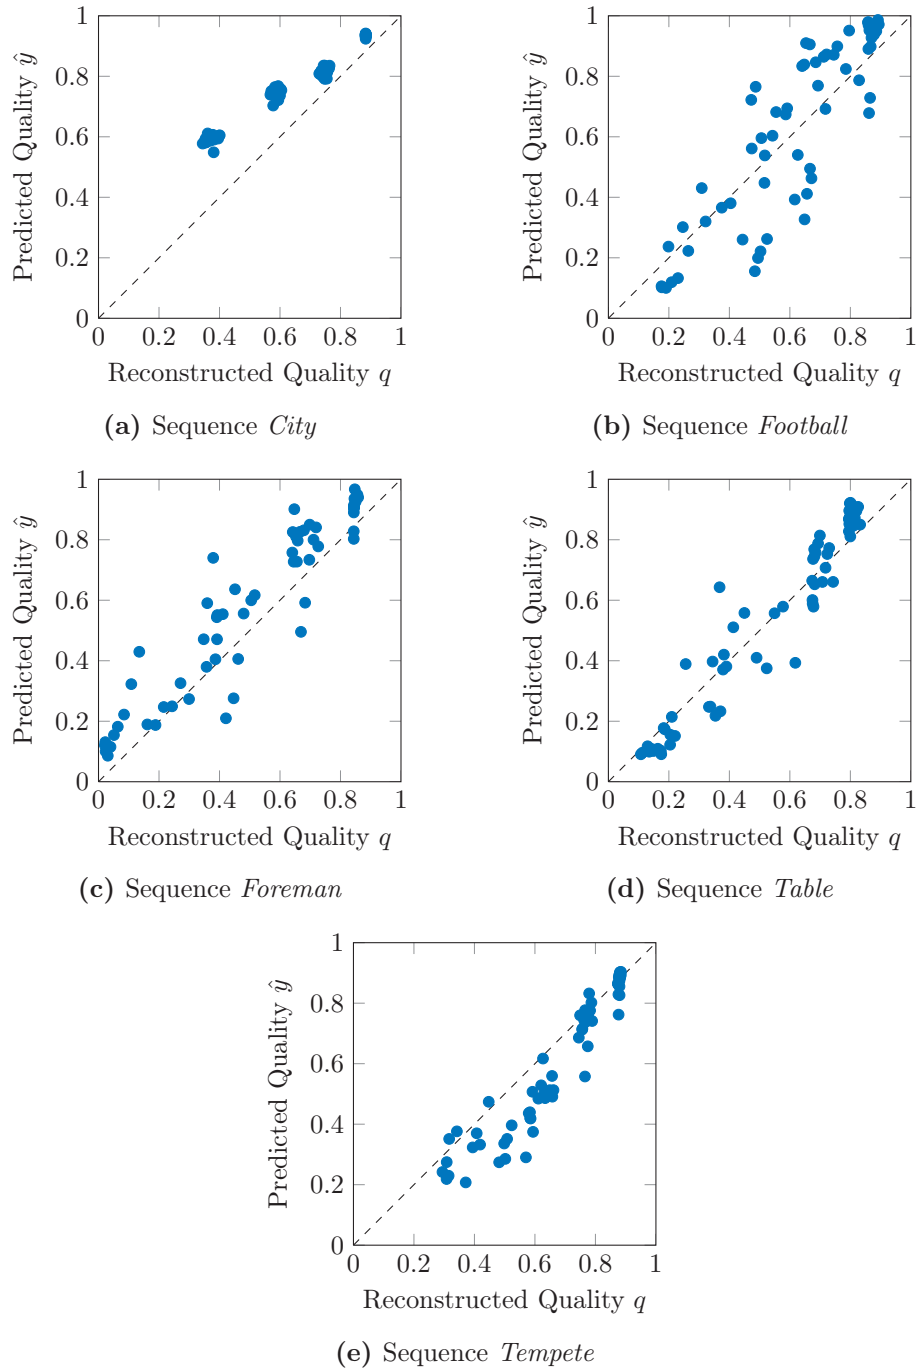 1
0.8
0.6
0.4
0.2
0
0 0.2 0.4 0.6 0.8 1
Predicted Quality ŷ
Reconstructed Quality q
(a) Sequence City
1
0.8
0.6
0.4
0.2
0
0 0.2 0.4 0.6 0.8 1
Predicted Quality ŷ
Reconstructed Quality q
(b) Sequence Football
1
0.8
0.6
0.4
0.2
0
0 0.2 0.4 0.6 0.8 1
Predicted Quality ŷ
Reconstructed Quality q
(c) Sequence Foreman
1
0.8
0.6
0.4
0.2
0
0 0.2 0.4 0.6 0.8 1
Predicted Quality ŷ
Reconstructed Quality q
(d) Sequence Table
1
0.8
0.6
0.4
0.2
0
0 0.2 0.4 0.6 0.8 1
Predicted Quality ŷ
Reconstructed Quality q
(e) Sequence Tempete